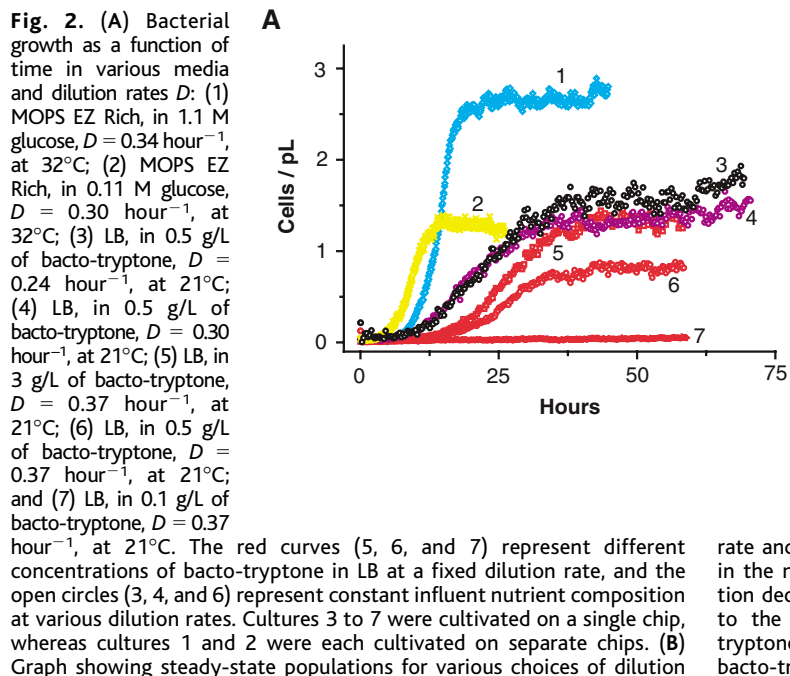 Fig. 2. (A) Bacterial
growth as a function of
time in various media
and dilution rates D: (1)
MOPS EZ Rich, in 1.1 M
glucose, D = 0.34 hour⁻¹,
at 32°C; (2) MOPS EZ
Rich, in 0.11 M glucose,
D = 0.30 hour⁻¹, at
32°C; (3) LB, in 0.5 g/L
of bacto-tryptone, D =
0.24 hour⁻¹, at 21°C;
(4) LB, in 0.5 g/L of
bacto-tryptone, D = 0.30
hour⁻¹, at 21°C; (5) LB, in
3 g/L of bacto-tryptone,
D = 0.37 hour⁻¹, at
21°C; (6) LB, in 0.5 g/L
of bacto-tryptone, D =
0.37 hour⁻¹, at 21°C;
and (7) LB, in 0.1 g/L of
bacto-tryptone, D = 0.37
hour⁻¹, at 21°C. The red curves (5, 6, and 7) represent different
concentrations of bacto-tryptone in LB at a fixed dilution rate, and the
open circles (3, 4, and 6) represent constant influent nutrient composition
at various dilution rates. Cultures 3 to 7 were cultivated on a single chip,
whereas cultures 1 and 2 were each cultivated on separate chips. (B)
Graph showing steady-state populations for various choices of dilution
A
Cells / pL
3
2
1
0
1
2
3
4
5
6
7
0
25
50
75
Hours
rate and
in the n
tion dec
to the
tryptone
bacto-tr